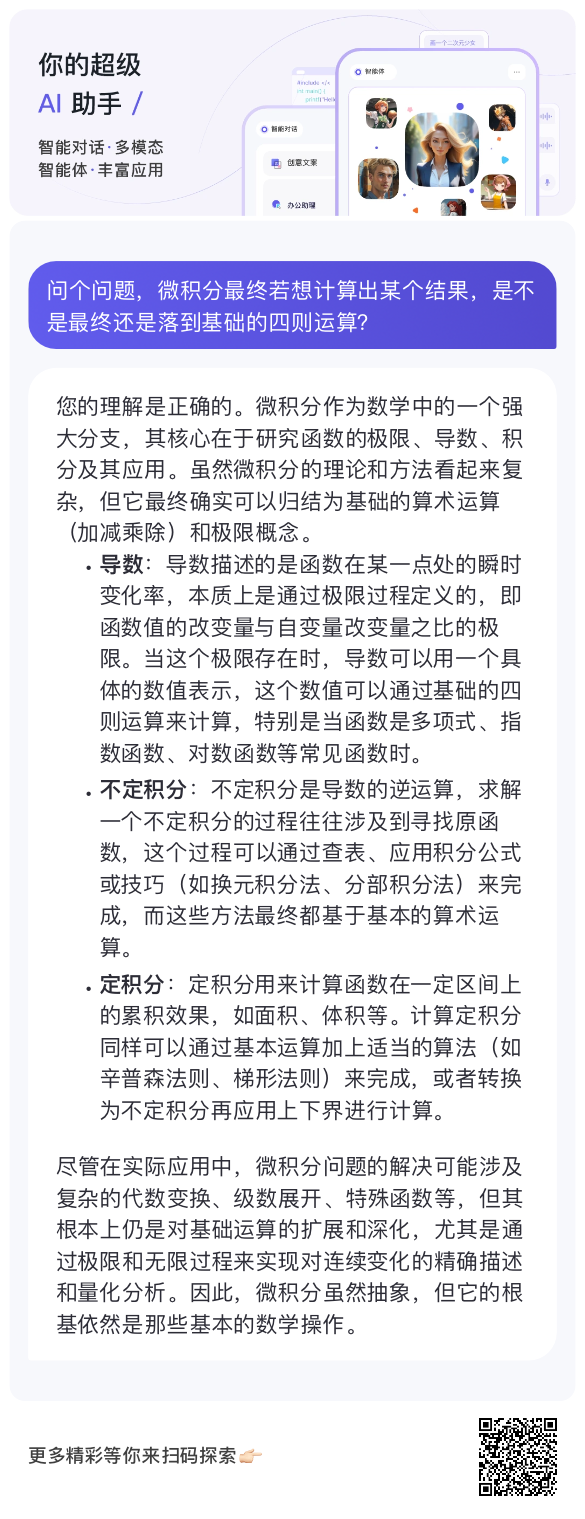 你的超级
AI 助手 /
智能对话·多模态
智能体·丰富应用
画一个二次元少女
智能体
#include </>
int main() {
printf("Hello
智能对话
创意文案
办公助理
问个问题，微积分最终若想计算出某个结果，是不
是最终还是落到基础的四则运算？
您的理解是正确的。微积分作为数学中的一个强
大分支，其核心在于研究函数的极限、导数、积
分及其应用。虽然微积分的理论和方法看起来复
杂，但它最终确实可以归结为基础的算术运算
（加减乘除）和极限概念。
• 导数：导数描述的是函数在某一点处的瞬时
变化率，本质上是通过极限过程定义的，即
函数值的改变量与自变量改变量之比的极
限。当这个极限存在时，导数可以用一个具
体的数值表示，这个数值可以通过基础的四
则运算来计算，特别是当函数是多项式、指
数函数、对数函数等常见函数时。
• 不定积分：不定积分是导数的逆运算，求解
一个不定积分的过程往往涉及到寻找原函
数，这个过程可以通过查表、应用积分公式
或技巧（如换元积分法、分部积分法）来完
成，而这些方法最终都基于基本的算术运
算。
• 定积分：定积分用来计算函数在一定区间上
的累积效果，如面积、体积等。计算定积分
同样可以通过基本运算加上适当的算法（如
辛普森法则、梯形法则）来完成，或者转换
为不定积分再应用上下界进行计算。
尽管在实际应用中，微积分问题的解决可能涉及
复杂的代数变换、级数展开、特殊函数等，但其
根本上仍是对基础运算的扩展和深化，尤其是通
过极限和无限过程来实现对连续变化的精确描述
和量化分析。因此，微积分虽然抽象，但它的根
基依然是那些基本的数学操作。
更多精彩等你来扫码探索👉🏻